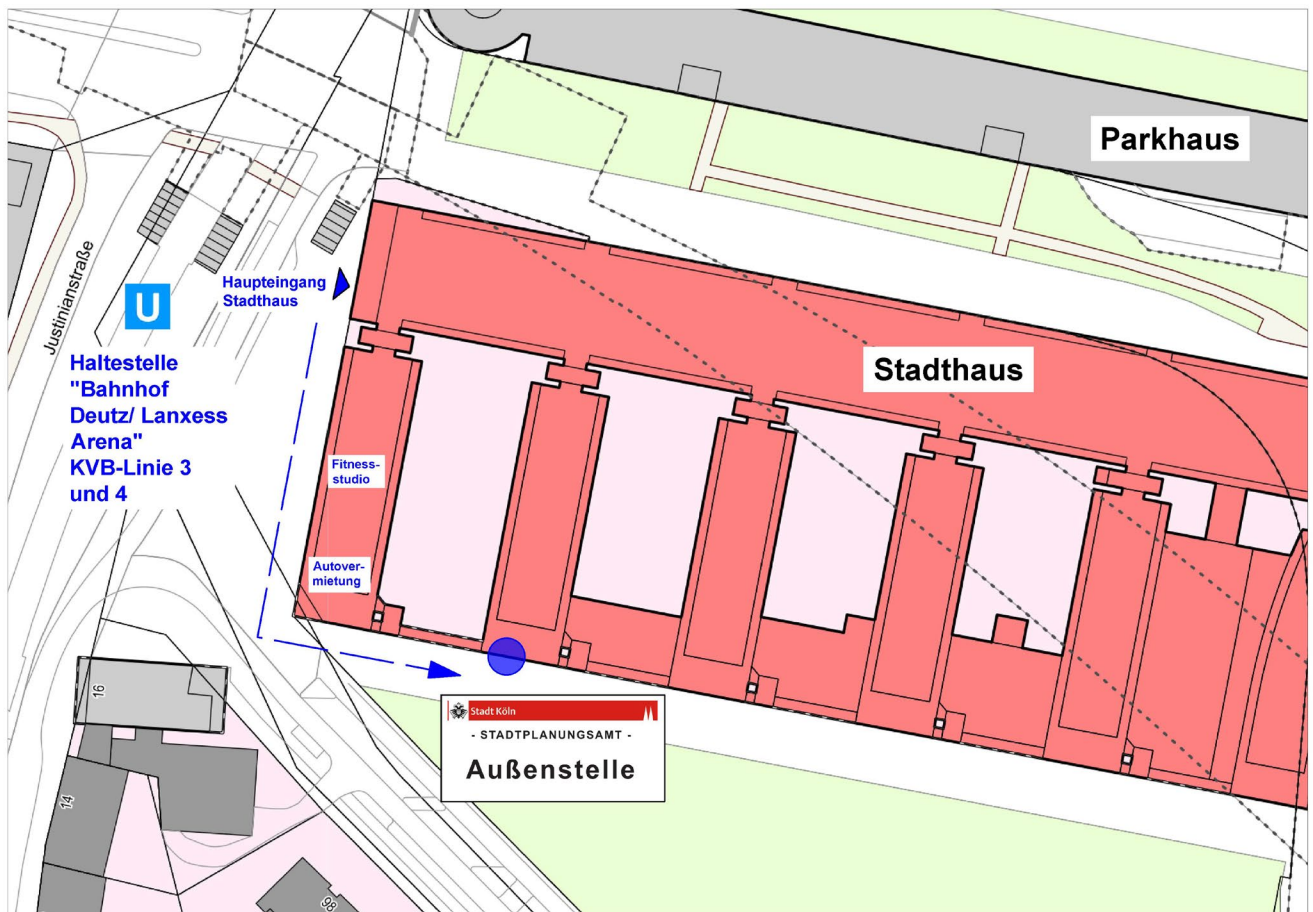 Parkhaus
Justinianstraße
U
Haupteingang
Stadthaus
Haltestelle
"Bahnhof
Deutz/ Lanxess
Arena"
KVB-Linie 3
und 4
Stadthaus
Fitness-
studio
Autover-
mietung
16
14
98
Stadt Köln
- STADTPLANUNGSAMT -
Außenstelle